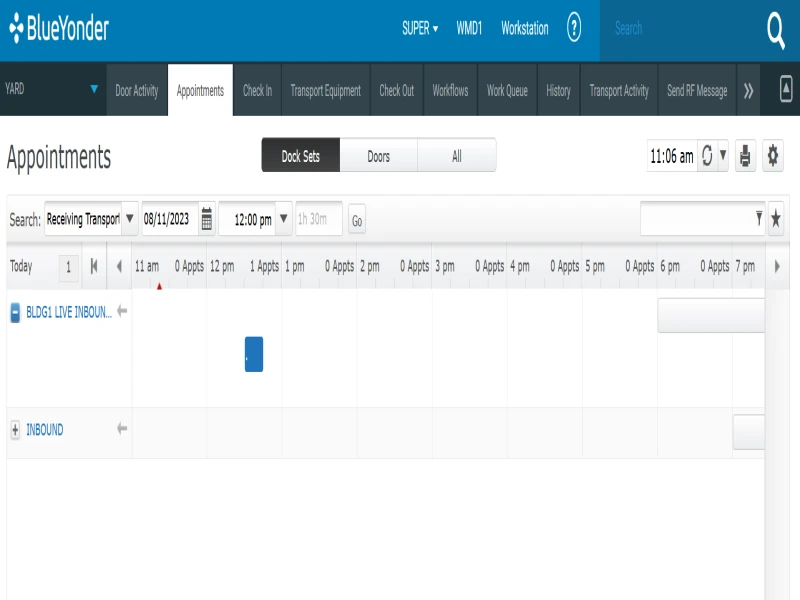 BlueYonder SUPER WMD1 Workstation ? Search
YARD Door Activity Appointments Check In Transport Equipment Check Out Workflows Work Queue History Transport Activity Send RF Message »
Appointments Dock Sets Doors All 11:06 am
Search: Receiving Transport 08/11/2023 12:00 pm 1h 30m Go
Today 1 11 am 0 Appts 12 pm 1 Appts 1 pm 0 Appts 2 pm 0 Appts 3 pm 0 Appts 4 pm 0 Appts 5 pm 0 Appts 6 pm 0 Appts 7 pm
BLDG1 LIVE INBOUN...
INBOUND